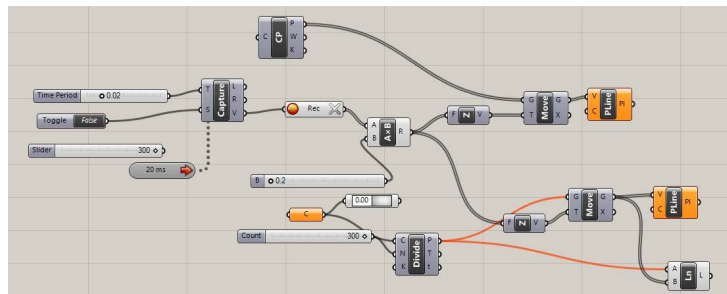 C CP P W K
Time Period 0.02
T S Capture L R V
Toggle False
Rec
A B A×B R
F Z V
G T Move G X
V C PLine Pl
Slider 300
20 ms
B 0.2
0.00
C
Count 300
C N K Divide P T t
F Z V
G T Move G X
V C PLine Pl
A B Ln L